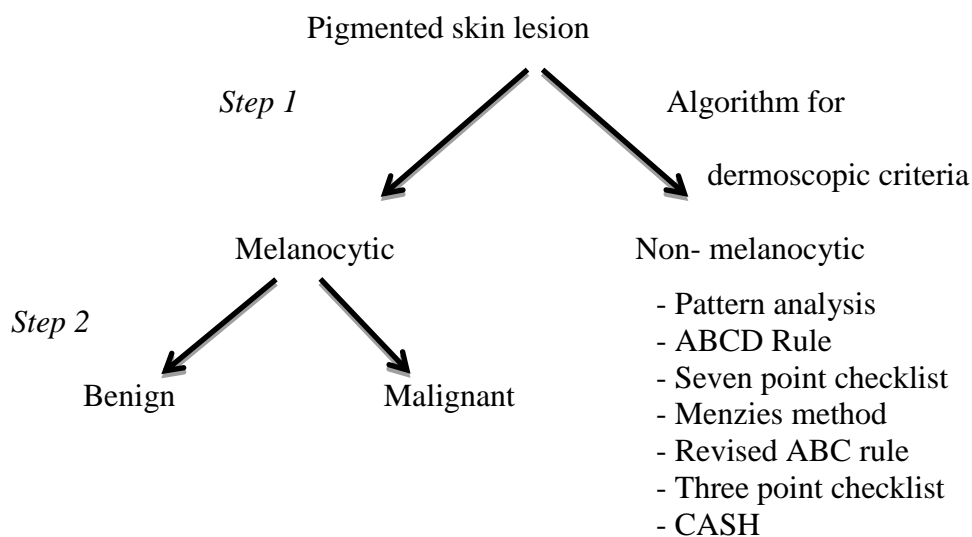 Pigmented skin lesion
Step 1
Algorithm for
dermoscopic criteria
Melanocytic
Non- melanocytic
Step 2
Benign
Malignant
- Pattern analysis
- ABCD Rule
- Seven point checklist
- Menzies method
- Revised ABC rule
- Three point checklist
- CASH